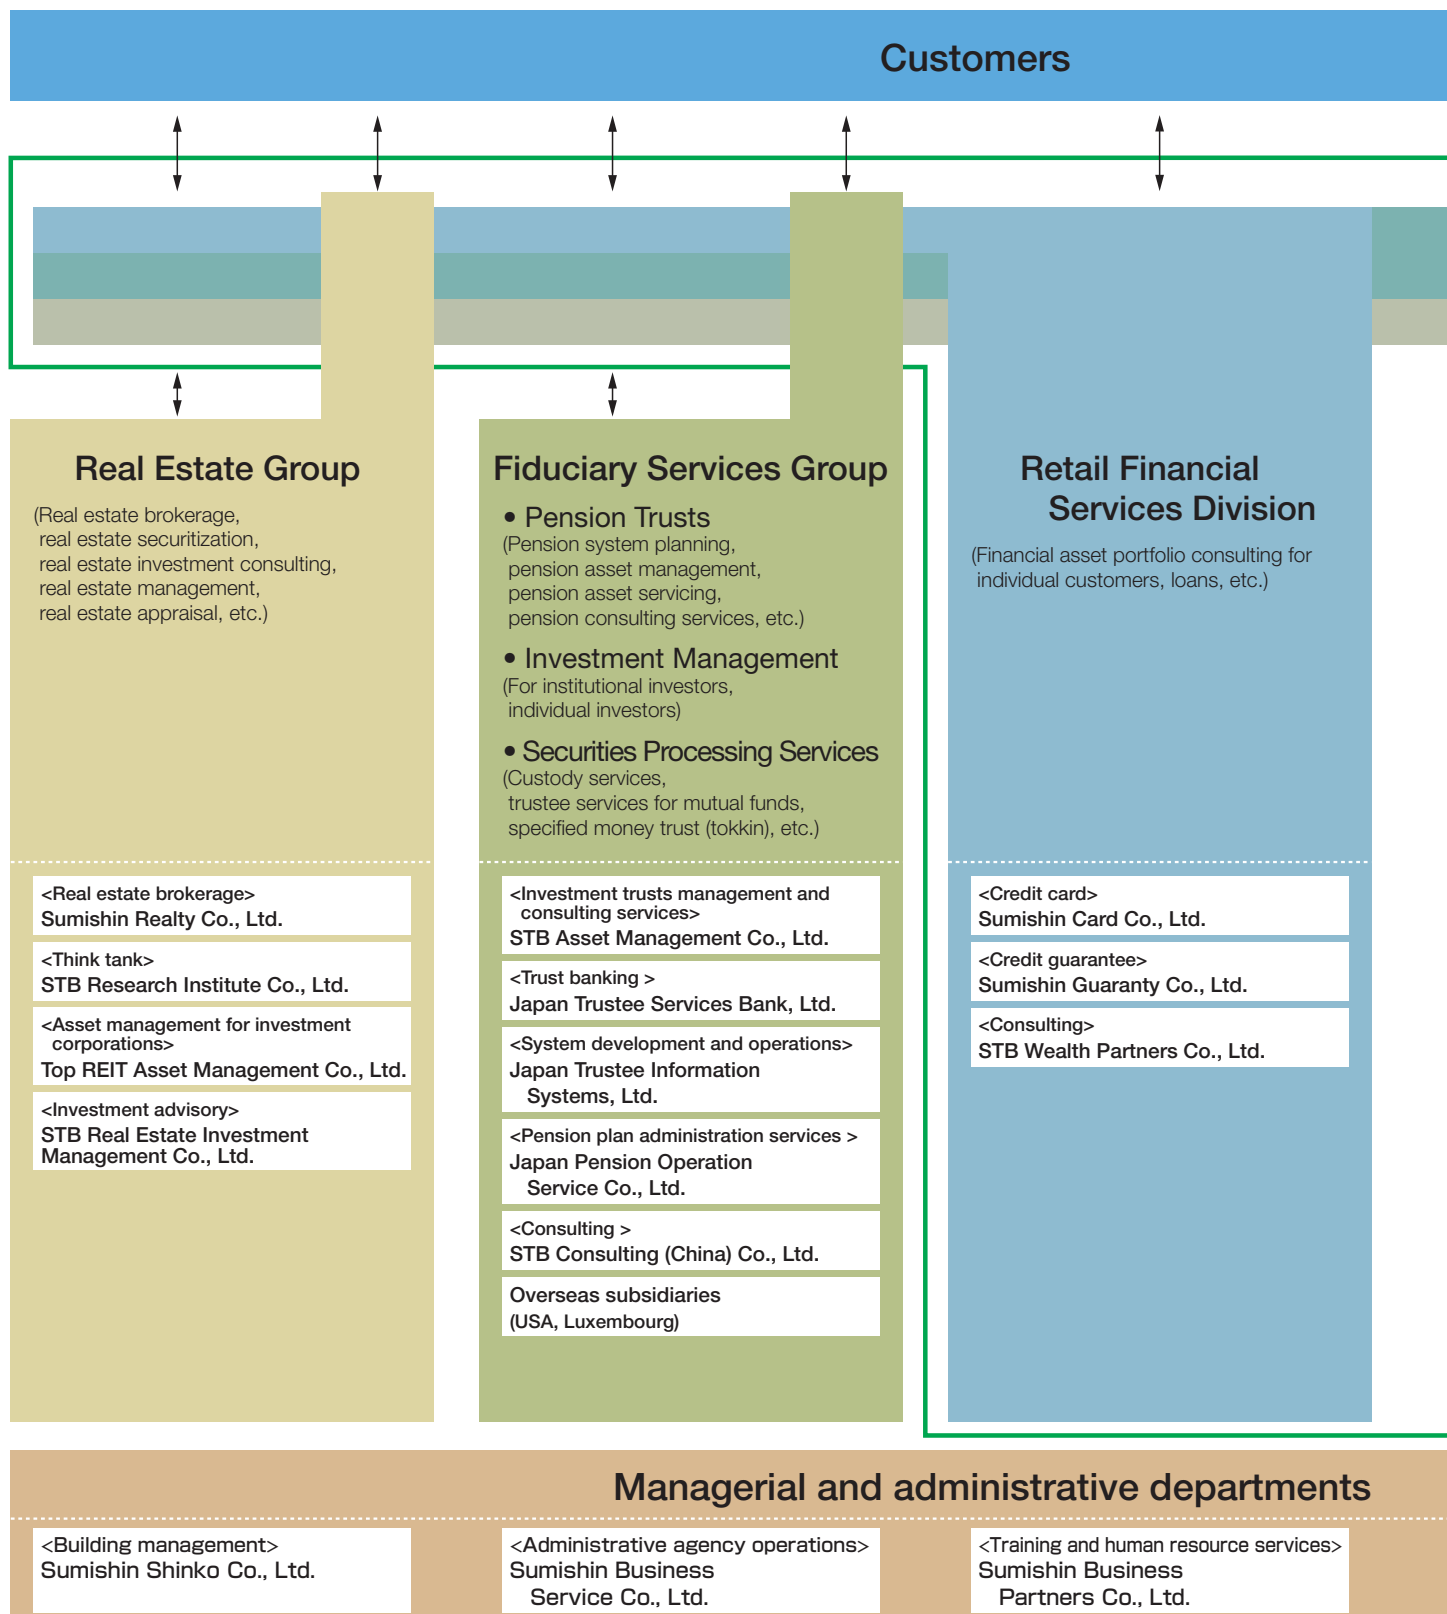 Customers
Real Estate Group
(Real estate brokerage,
real estate securitization,
real estate investment consulting,
real estate management,
real estate appraisal, etc.)
Fiduciary Services Group
• Pension Trusts
(Pension system planning,
pension asset management,
pension asset servicing,
pension consulting services, etc.)
• Investment Management
(For institutional investors,
individual investors)
• Securities Processing Services
(Custody services,
trustee services for mutual funds,
specified money trust (tokkin), etc.)
Retail Financial
Services Division
(Financial asset portfolio consulting for
individual customers, loans, etc.)
<Real estate brokerage>
Sumishin Realty Co., Ltd.
<Think tank>
STB Research Institute Co., Ltd.
<Asset management for investment
corporations>
Top REIT Asset Management Co., Ltd.
<Investment advisory>
STB Real Estate Investment
Management Co., Ltd.
<Investment trusts management and
consulting services>
STB Asset Management Co., Ltd.
<Trust banking >
Japan Trustee Services Bank, Ltd.
<System development and operations>
Japan Trustee Information
Systems, Ltd.
<Pension plan administration services >
Japan Pension Operation
Service Co., Ltd.
<Consulting >
STB Consulting (China) Co., Ltd.
Overseas subsidiaries
(USA, Luxembourg)
<Credit card>
Sumishin Card Co., Ltd.
<Credit guarantee>
Sumishin Guaranty Co., Ltd.
<Consulting>
STB Wealth Partners Co., Ltd.
Managerial and administrative departments
<Building management>
Sumishin Shinko Co., Ltd.
<Administrative agency operations>
Sumishin Business
Service Co., Ltd.
<Training and human resource services>
Sumishin Business
Partners Co., Ltd.